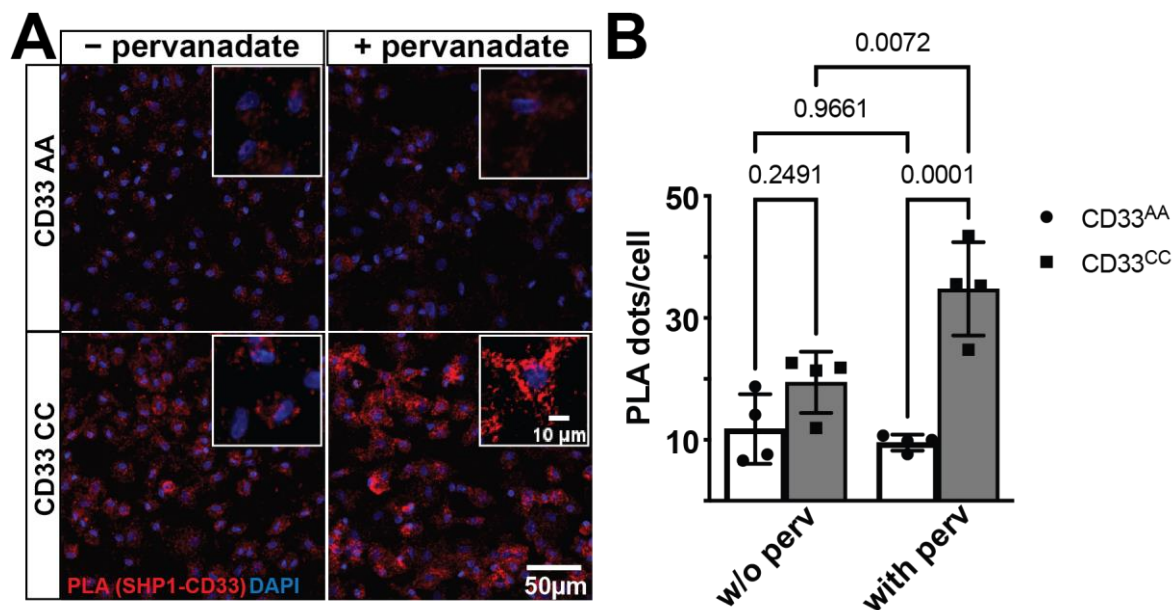 A
− pervanadate
+ pervanadate
CD33 AA
CD33 CC
10 µm
PLA (SHP1-CD33) DAPI
50µm
B
0.0072
0.9661
0.2491
0.0001
50
30
10
PLA dots/cell
w/o perv
with perv
CD33AA
CD33CC